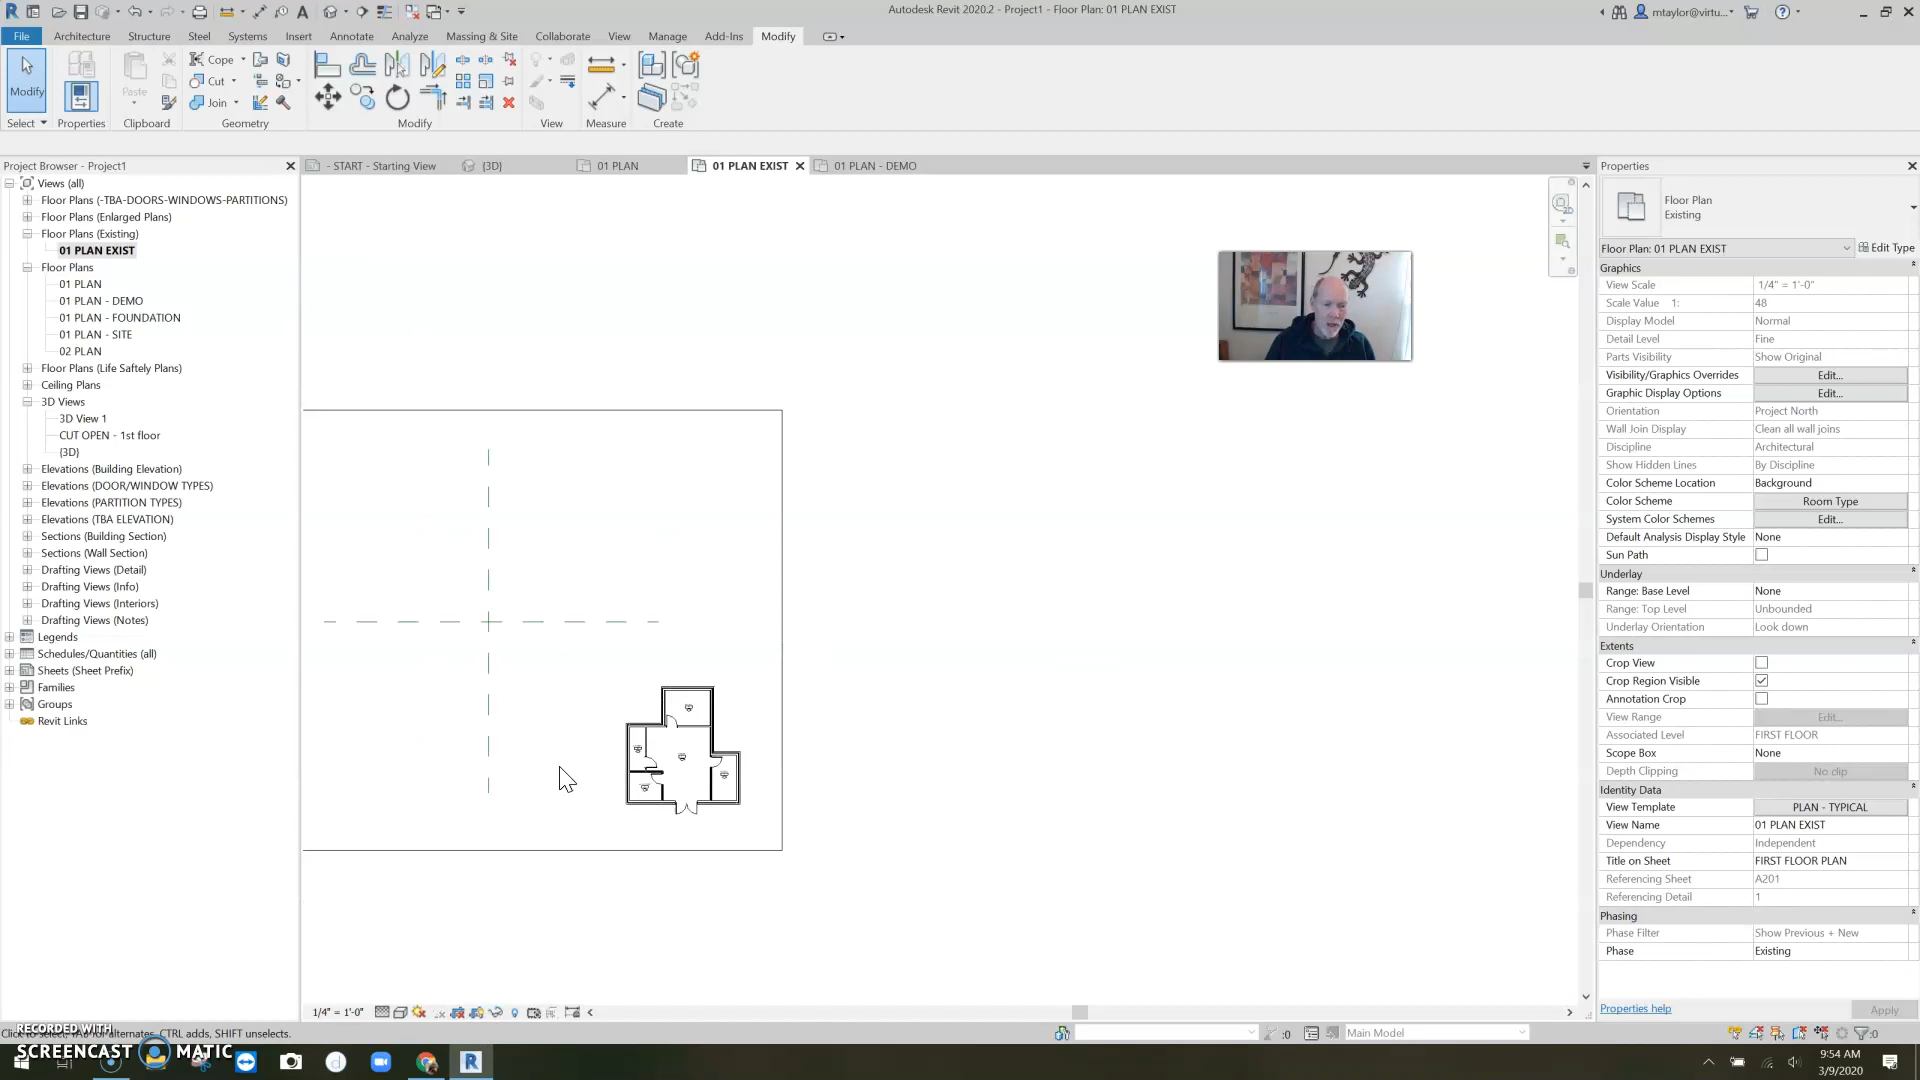 Autodesk Revit 2020.2 - Project1 - Floor Plan: 01 PLAN EXIST
mtaylor@virtu...
File Architecture Structure Steel Systems Insert Annotate Analyze Massing & Site Collaborate View Manage Add-Ins Modify
Cope
Cut
Join
Modify
Paste
Select Properties Clipboard Geometry Modify View Measure Create
Project Browser - Project1
- START - Starting View
{3D}
01 PLAN
01 PLAN EXIST
01 PLAN - DEMO
Views (all)
Floor Plans (-TBA-DOORS-WINDOWS-PARTITIONS)
Floor Plans (Enlarged Plans)
Floor Plans (Existing)
01 PLAN EXIST
Floor Plans
01 PLAN
01 PLAN - DEMO
01 PLAN - FOUNDATION
01 PLAN - SITE
02 PLAN
Floor Plans (Life Saftely Plans)
Ceiling Plans
3D Views
3D View 1
CUT OPEN - 1st floor
{3D}
Elevations (Building Elevation)
Elevations (DOOR/WINDOW TYPES)
Elevations (PARTITION TYPES)
Elevations (TBA ELEVATION)
Sections (Building Section)
Sections (Wall Section)
Drafting Views (Detail)
Drafting Views (Info)
Drafting Views (Interiors)
Drafting Views (Notes)
Legends
Schedules/Quantities (all)
Sheets (Sheet Prefix)
Families
Groups
Revit Links
Properties
Floor Plan
Existing
Floor Plan: 01 PLAN EXIST Edit Type
Graphics
View Scale 1/4" = 1'-0"
Scale Value 1: 48
Display Model Normal
Detail Level Fine
Parts Visibility Show Original
Visibility/Graphics Overrides Edit...
Graphic Display Options Edit...
Orientation Project North
Wall Join Display Clean all wall joins
Discipline Architectural
Show Hidden Lines By Discipline
Color Scheme Location Background
Color Scheme Room Type
System Color Schemes Edit...
Default Analysis Display Style None
Sun Path
Underlay
Range: Base Level None
Range: Top Level Unbounded
Underlay Orientation Look down
Extents
Crop View
Crop Region Visible
Annotation Crop
View Range Edit...
Associated Level FIRST FLOOR
Scope Box None
Depth Clipping No clip
Identity Data
View Template PLAN - TYPICAL
View Name 01 PLAN EXIST
Dependency Independent
Title on Sheet FIRST FLOOR PLAN
Referencing Sheet A201
Referencing Detail 1
Phasing
Phase Filter Show Previous + New
Phase Existing
Properties help Apply
1/4" = 1'-0"
:0
Main Model
:0
RECORDED WITH
SCREENCAST MATIC
alternates, CTRL adds, SHIFT unselects.
9:54 AM
3/9/2020